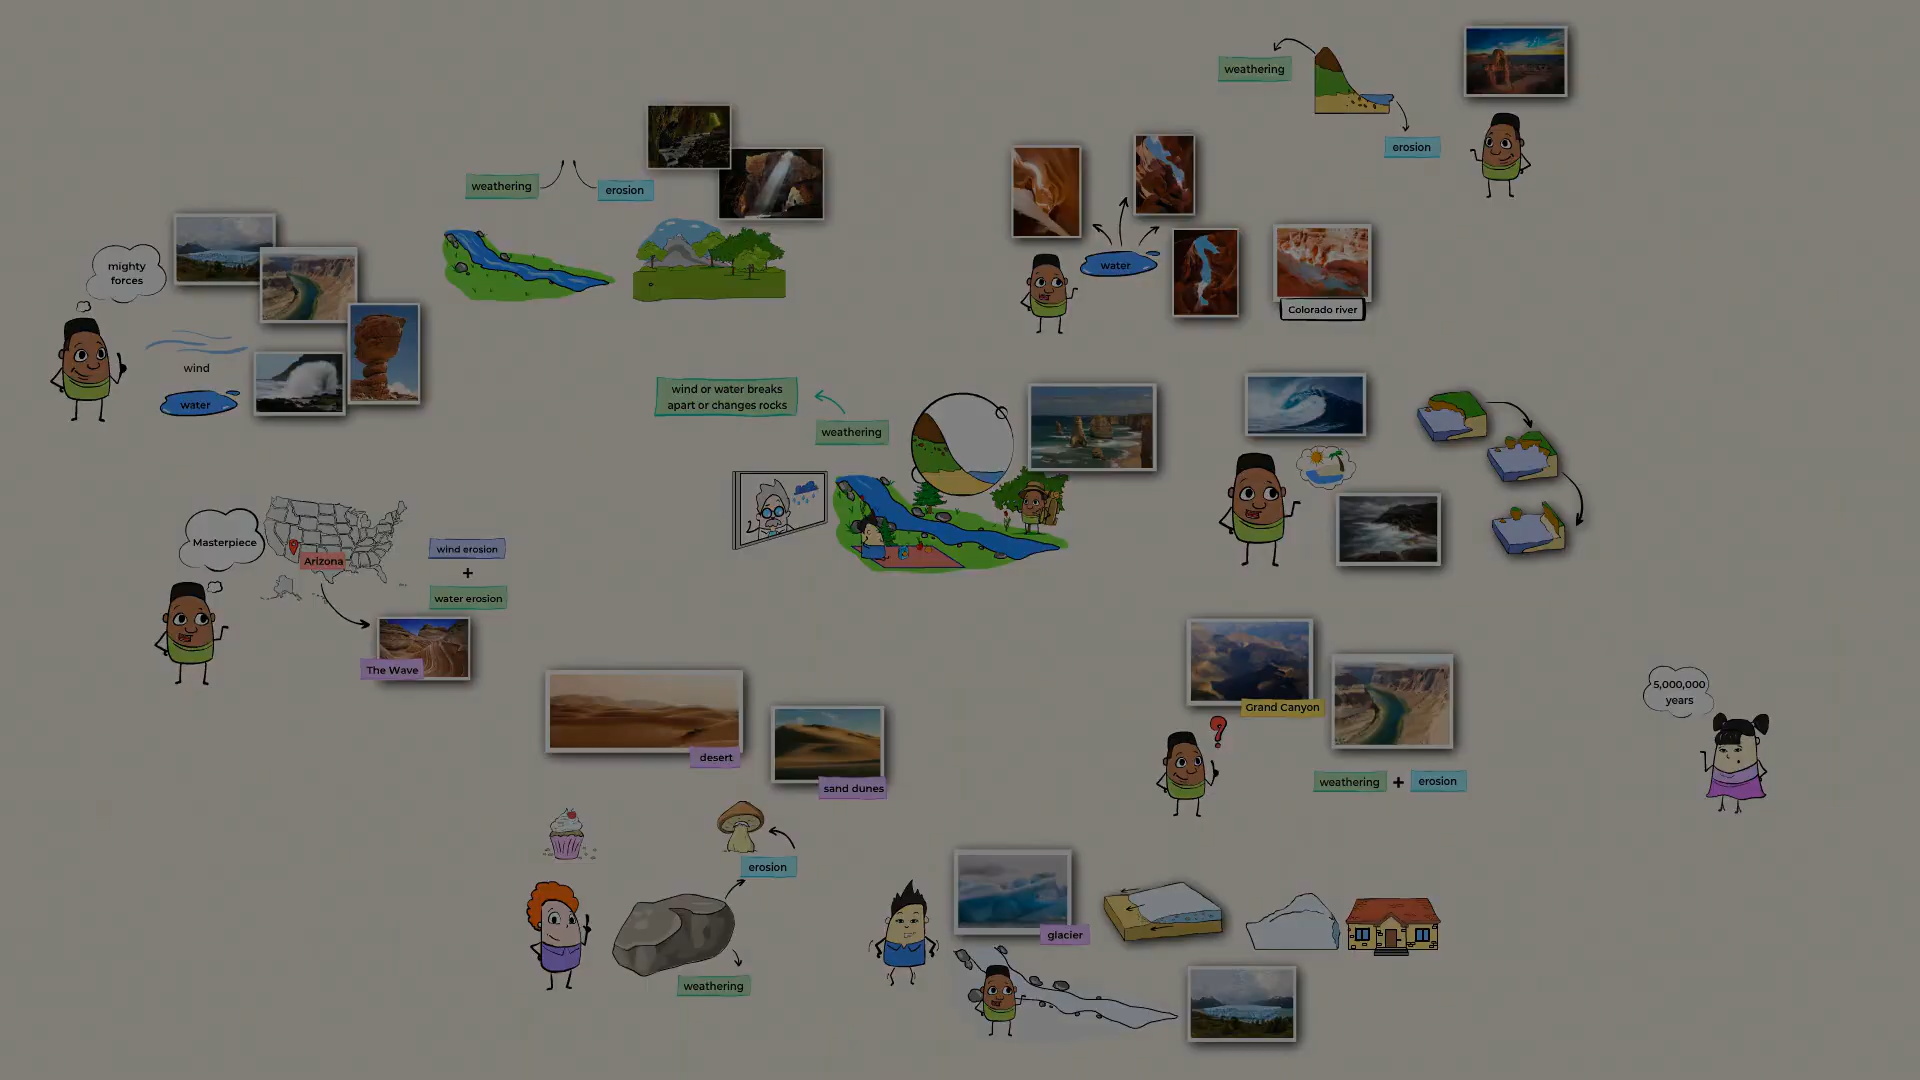 weathering
erosion
weathering
erosion
mighty
forces
wind
water
water
Colorado river
wind or water breaks
apart or changes rocks
weathering
Masterpiece
Arizona
wind erosion
+
water erosion
The Wave
desert
sand dunes
Grand Canyon
?
weathering + erosion
5,000,000
years
erosion
weathering
glacier